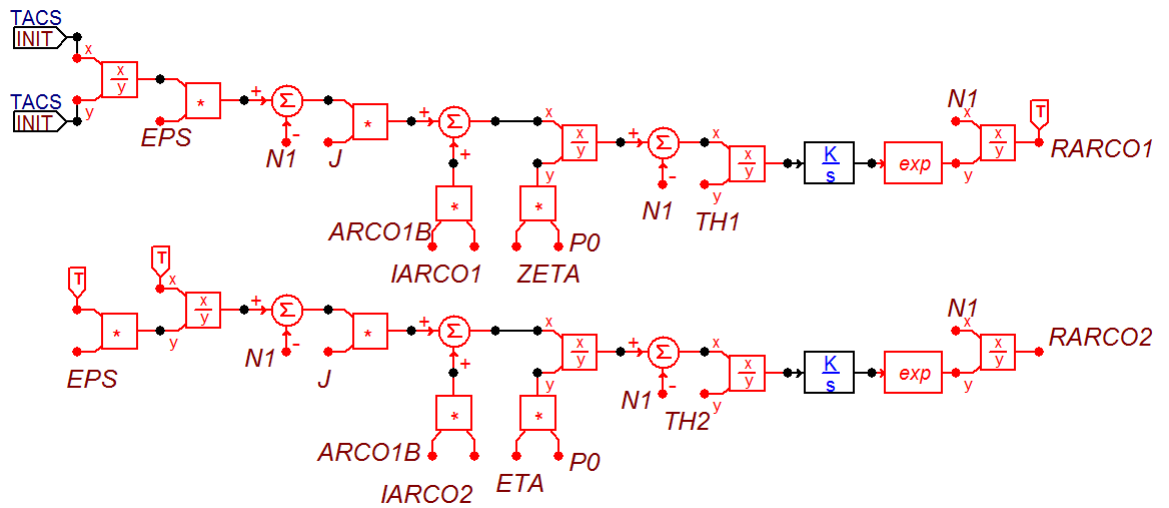 TACS
INIT
x
x
y
+
Σ
TACS
INIT
y
*
EPS
-
N1
J
*
+
Σ
+
x
x
y
+
Σ
-
N1
x
x
y
y
TH1
K
s
exp
N1
x
x
y
y
T
RARCO1
*
ARCO1B
IARCO1
y
*
P0
ZETA
T
T
x
x
y
y
*
EPS
+
Σ
-
N1
J
*
+
Σ
+
x
x
y
+
Σ
-
N1
x
x
y
y
TH2
K
s
exp
N1
x
x
y
y
RARCO2
*
ARCO1B
IARCO2
y
*
P0
ETA